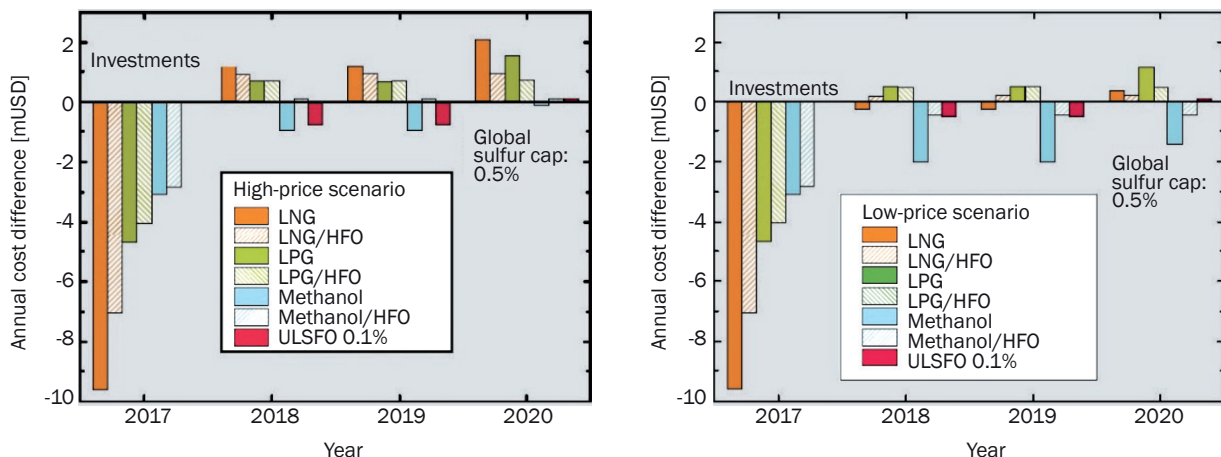 Annual cost difference [mUSD]
2
0
-2
-4
-6
-8
-10
Investments
Global
sulfur cap:
0.5%
High-price scenario
LNG
LNG/HFO
LPG
LPG/HFO
Methanol
Methanol/HFO
ULSFO 0.1%
2017
2018
2019
2020
Year
Annual cost difference [mUSD]
2
0
-2
-4
-6
-8
-10
Investments
Global
sulfur cap:
0.5%
Low-price scenario
LNG
LNG/HFO
LPG
LPG/HFO
Methanol
Methanol/HFO
ULSFO 0.1%
2017
2018
2019
2020
Year